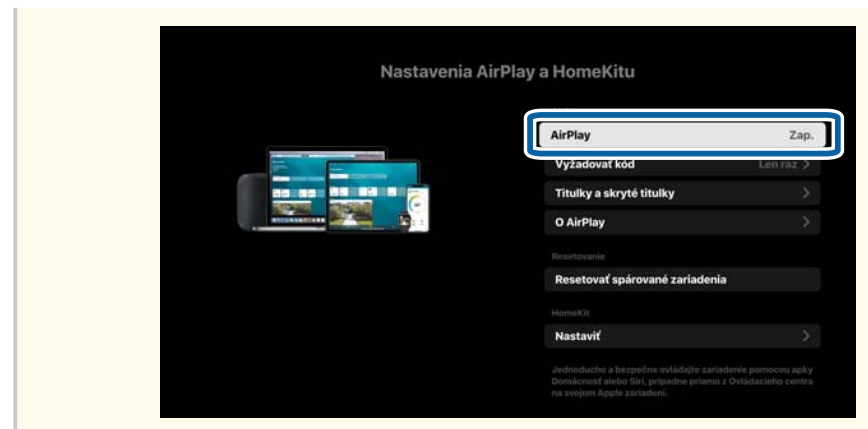 Nastavenia AirPlay a HomeKitu
AirPlay Zap.
Vyžadovať kód Len raz
Titulky a skryté titulky
O AirPlay
Resetovanie
Resetovať spárované zariadenia
HomeKit
Nastaviť
Jednoducho a bezpečne ovládajte zariadenie pomocou apky
Domácnosť alebo Siri, prípadne priamo z Ovládacieho centra
na svojom Apple zariadení.